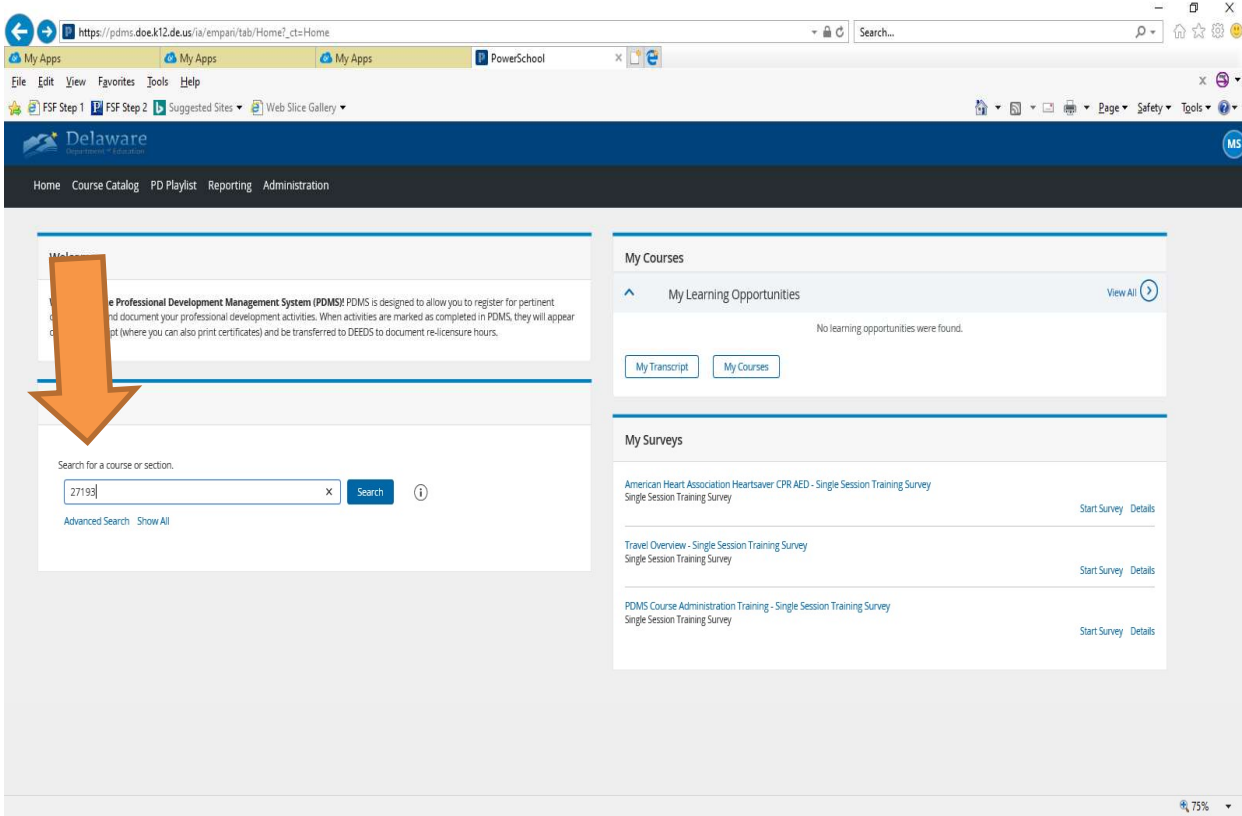 https://pdms.doe.k12.de.us/ia/empari/tab/Home?_ct=Home
Search...
My Apps
My Apps
My Apps
PowerSchool
File Edit View Favorites Tools Help
FSF Step 1 FSF Step 2 Suggested Sites Web Slice Gallery
Page Safety Tools
Delaware
Department of Education
MS
Home Course Catalog PD Playlist Reporting Administration
e Professional Development Management System (PDMS)! PDMS is designed to allow you to register for pertinent
nd document your professional development activities. When activities are marked as completed in PDMS, they will appear
pt (where you can also print certificates) and be transferred to DEEDS to document re-licensure hours.
Search for a course or section.
27193 x Search i
Advanced Search Show All
My Courses
My Learning Opportunities View All
No learning opportunities were found.
My Transcript My Courses
My Surveys
American Heart Association Heartsaver CPR AED - Single Session Training Survey
Single Session Training Survey
Start Survey Details
Travel Overview - Single Session Training Survey
Single Session Training Survey
Start Survey Details
PDMS Course Administration Training - Single Session Training Survey
Single Session Training Survey
Start Survey Details
75%